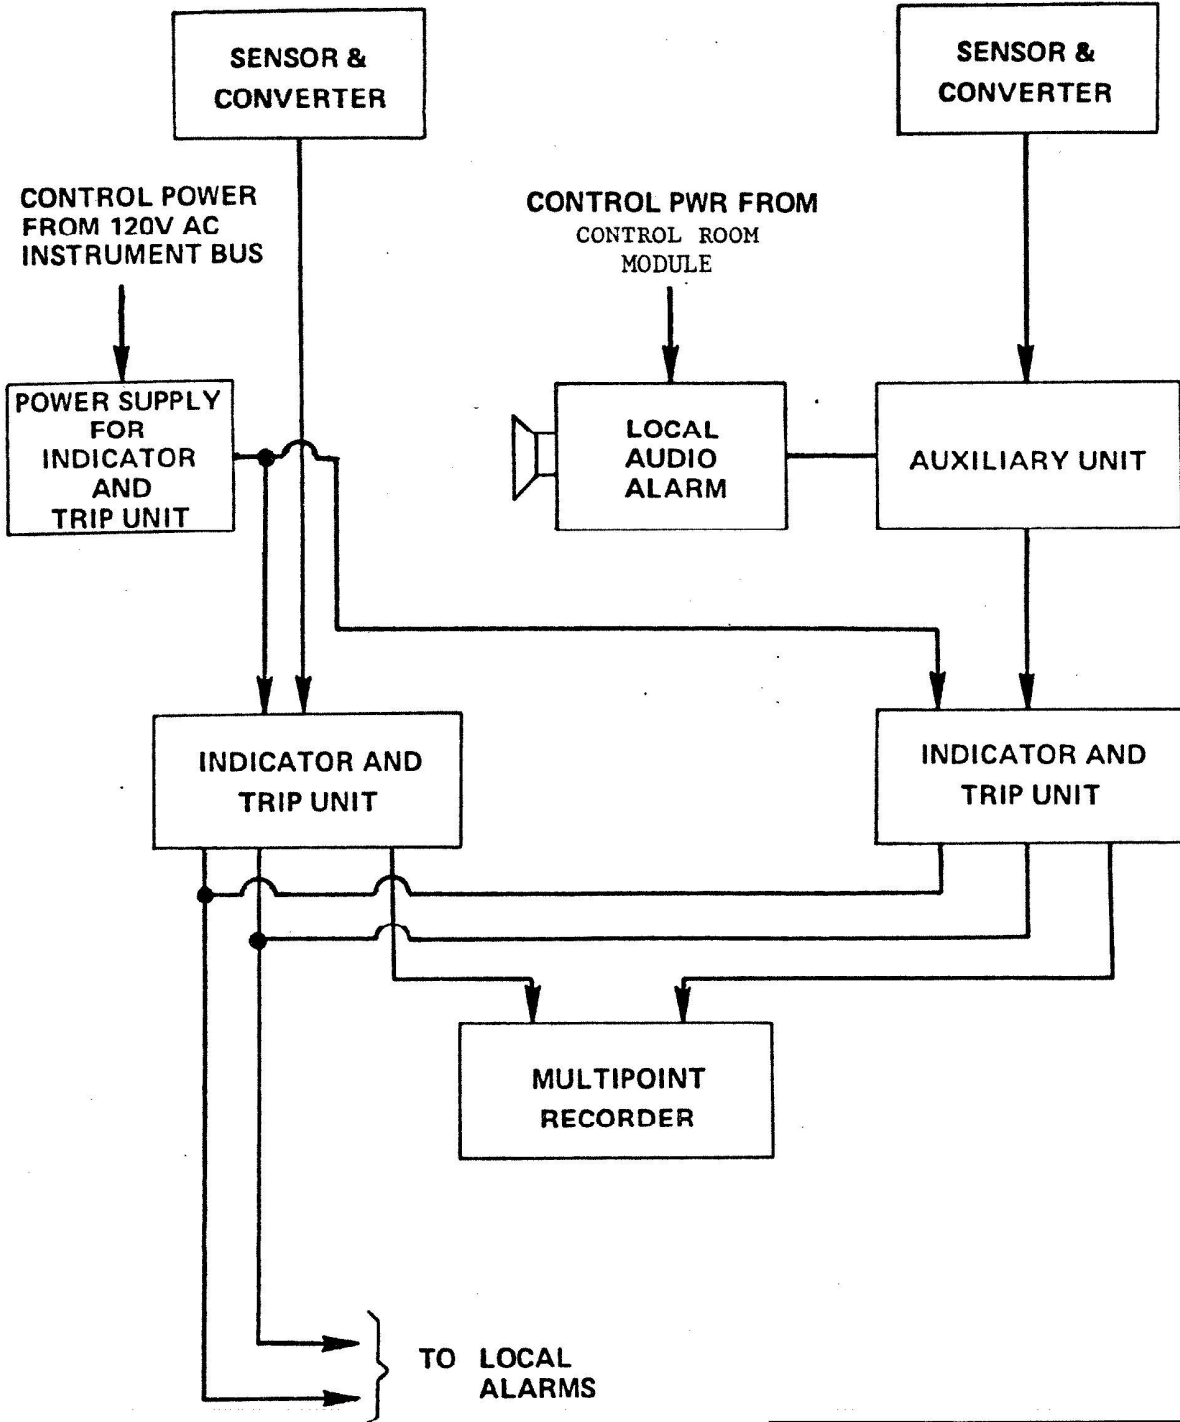 SENSOR &
CONVERTER
SENSOR &
CONVERTER
CONTROL POWER
FROM 120V AC
INSTRUMENT BUS
CONTROL PWR FROM
CONTROL ROOM
MODULE
POWER SUPPLY
FOR
INDICATOR
AND
TRIP UNIT
LOCAL
AUDIO
ALARM
AUXILIARY UNIT
INDICATOR AND
TRIP UNIT
INDICATOR AND
TRIP UNIT
MULTIPOINT
RECORDER
TO LOCAL
ALARMS